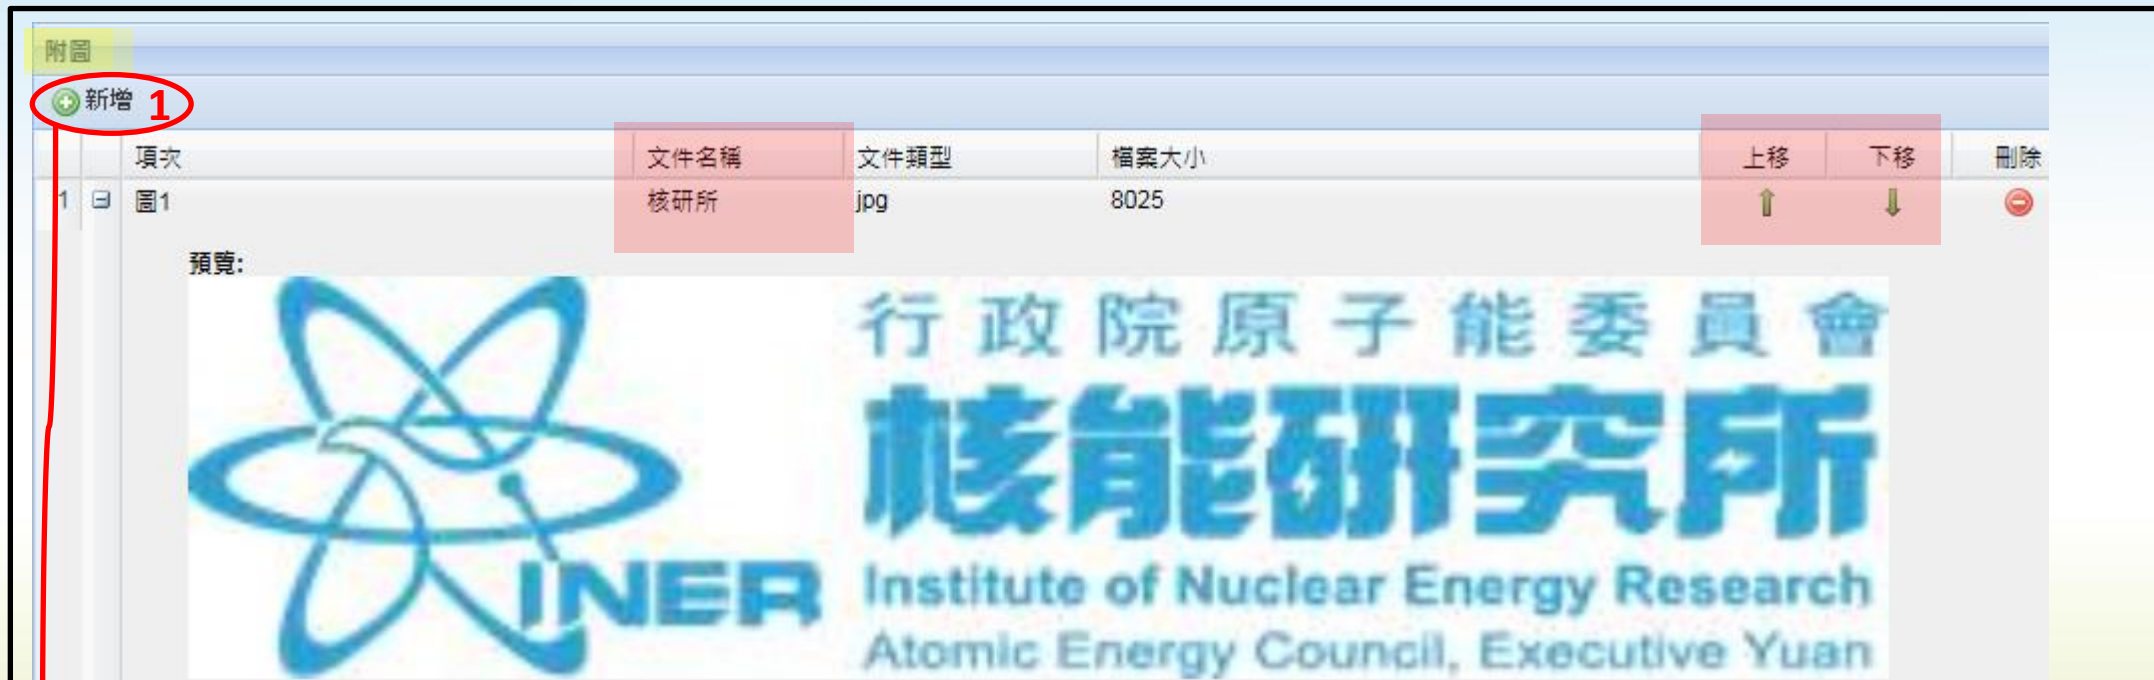 附圖
新增 1
項次 文件名稱 文件類型 檔案大小 上移 下移 刪除
1 圖1 核研所 jpg 8025
預覽:
行政院原子能委員會
核能研究所
INER Institute of Nuclear Energy Research
Atomic Energy Council, Executive Yuan